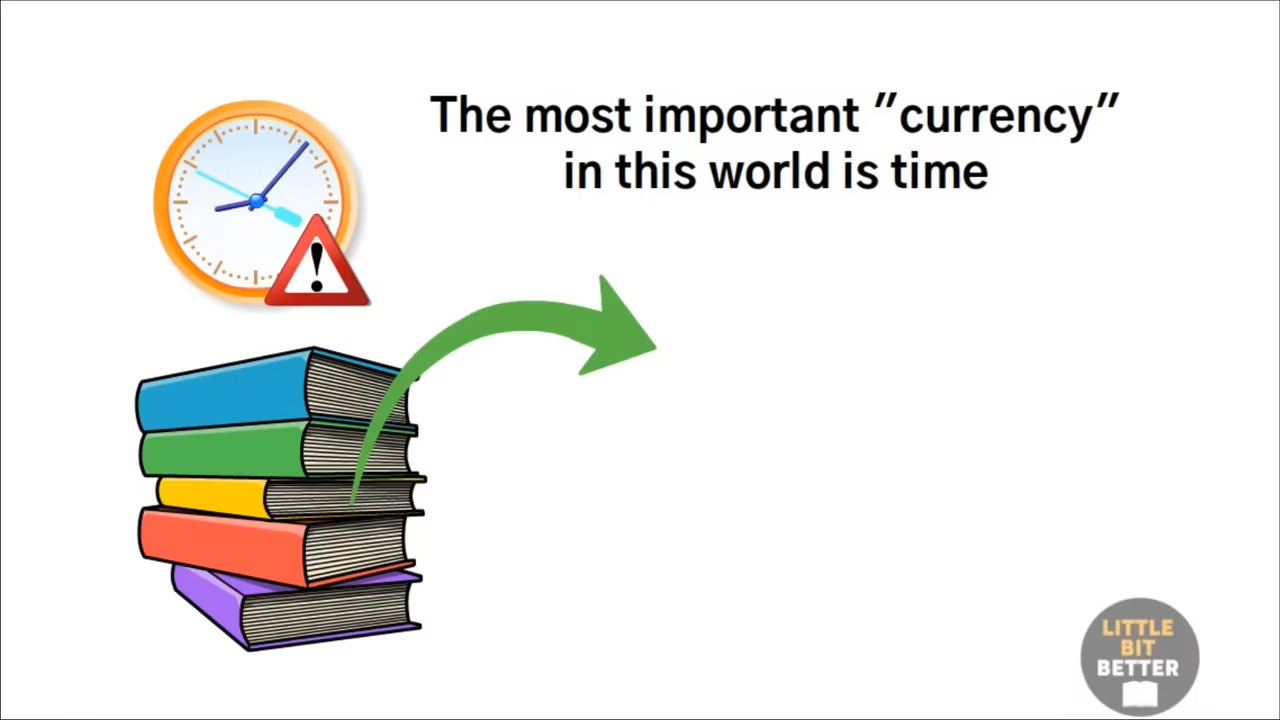 The most important "currency"
in this world is time
LITTLE
BIT
BETTER